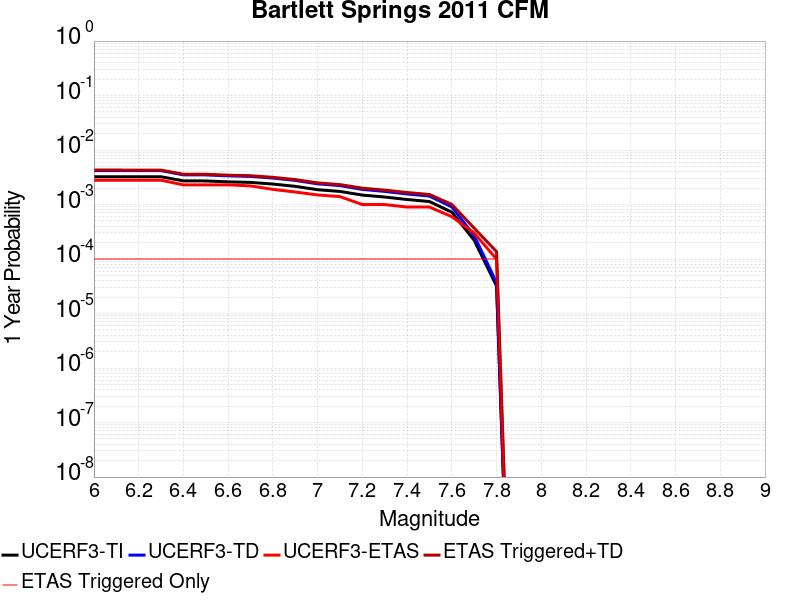 Bartlett Springs 2011 CFM
1 Year Probability
10 0
10 -1
10 -2
10 -3
10 -4
10 -5
10 -6
10 -7
10 -8
6 6.2 6.4 6.6 6.8 7 7.2 7.4 7.6 7.8 8 8.2 8.4 8.6 8.8 9
Magnitude
UCERF3-TI UCERF3-TD UCERF3-ETAS ETAS Triggered+TD
ETAS Triggered Only